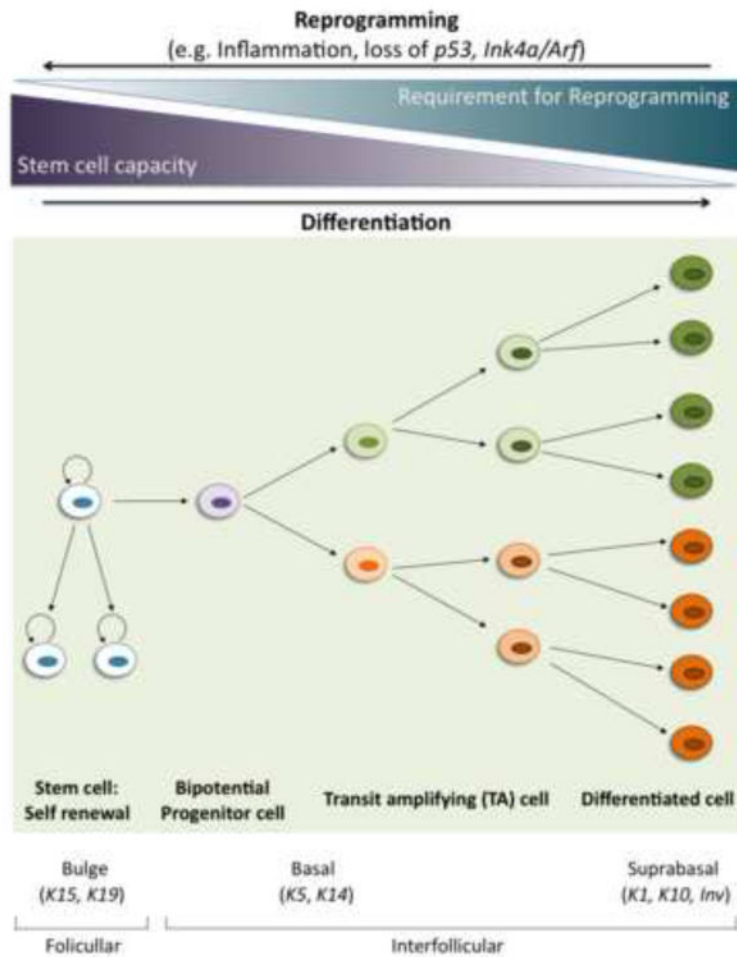 Reprogramming
(e.g. Inflammation, loss of p53, Ink4a/Arf)
Requirement for Reprogramming
Stem cell capacity
Differentiation
Stem cell:
Self renewal
Bipotential
Progenitor cell
Transit amplifying (TA) cell
Differentiated cell
Bulge
(K15, K19)
Basal
(K5, K14)
Suprabasal
(K1, K10, Inv)
Folicullar
Interfollicular